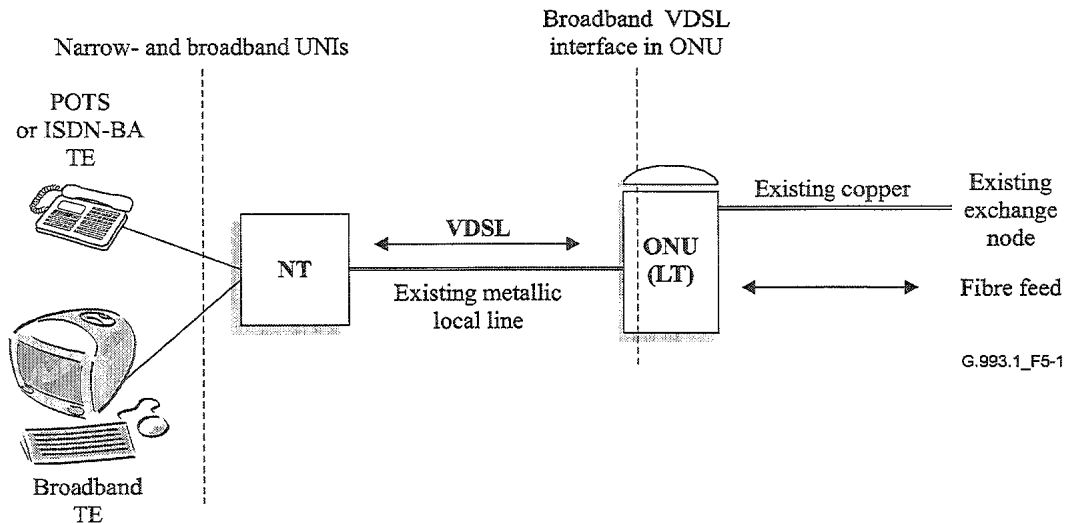 Broadband VDSL
interface in ONU
Narrow- and broadband UNIs
POTS
or ISDN-BA
TE
NT
VDSL
Existing metallic
local line
ONU
(LT)
Existing copper
Existing
exchange
node
Fibre feed
G.993.1_F5-1
Broadband
TE